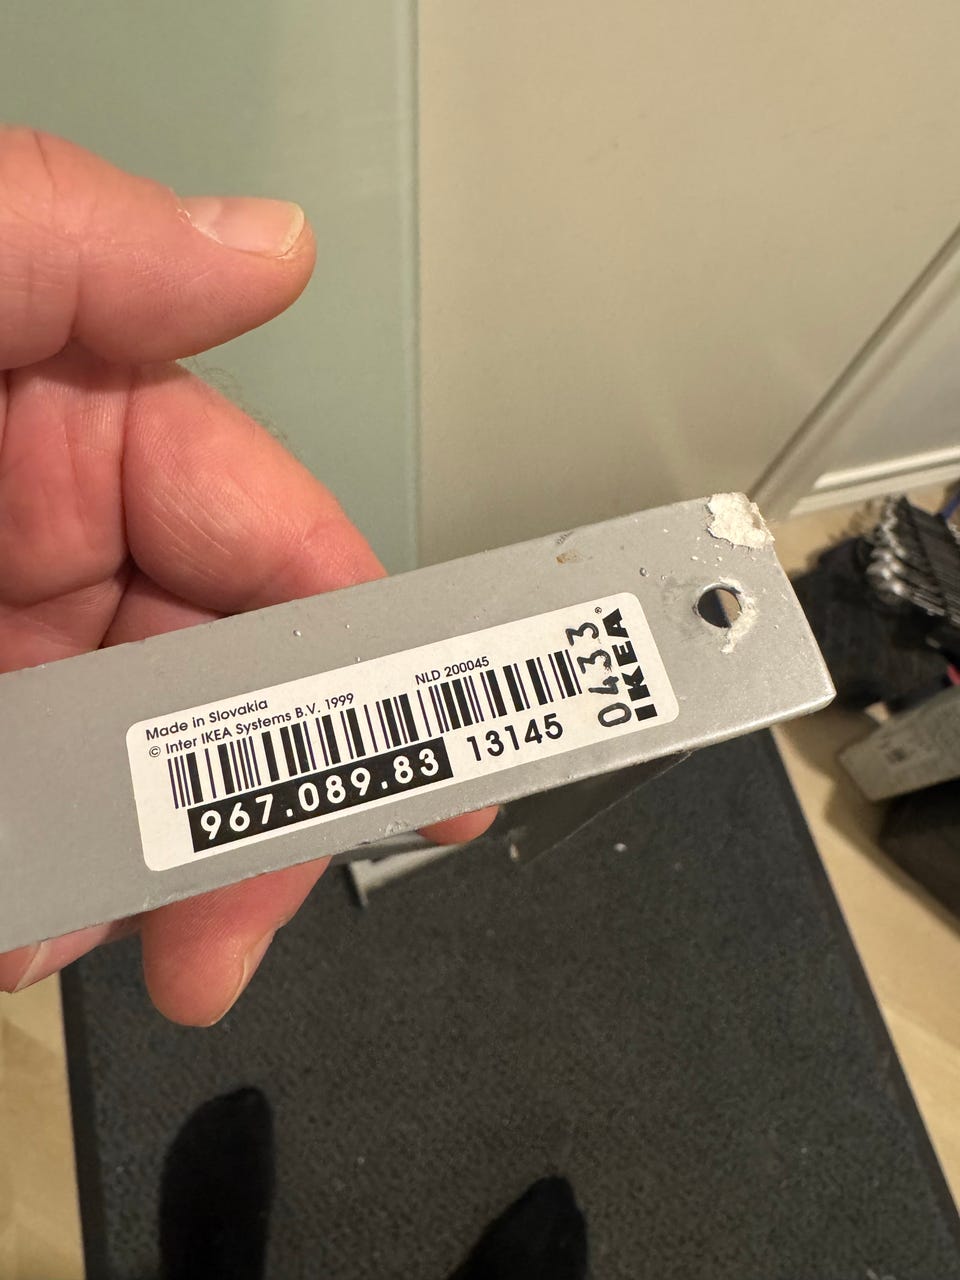 Made in Slovakia
© Inter IKEA Systems B.V. 1999
NLD 200045
967.089.83
13145
0433
IKEA®